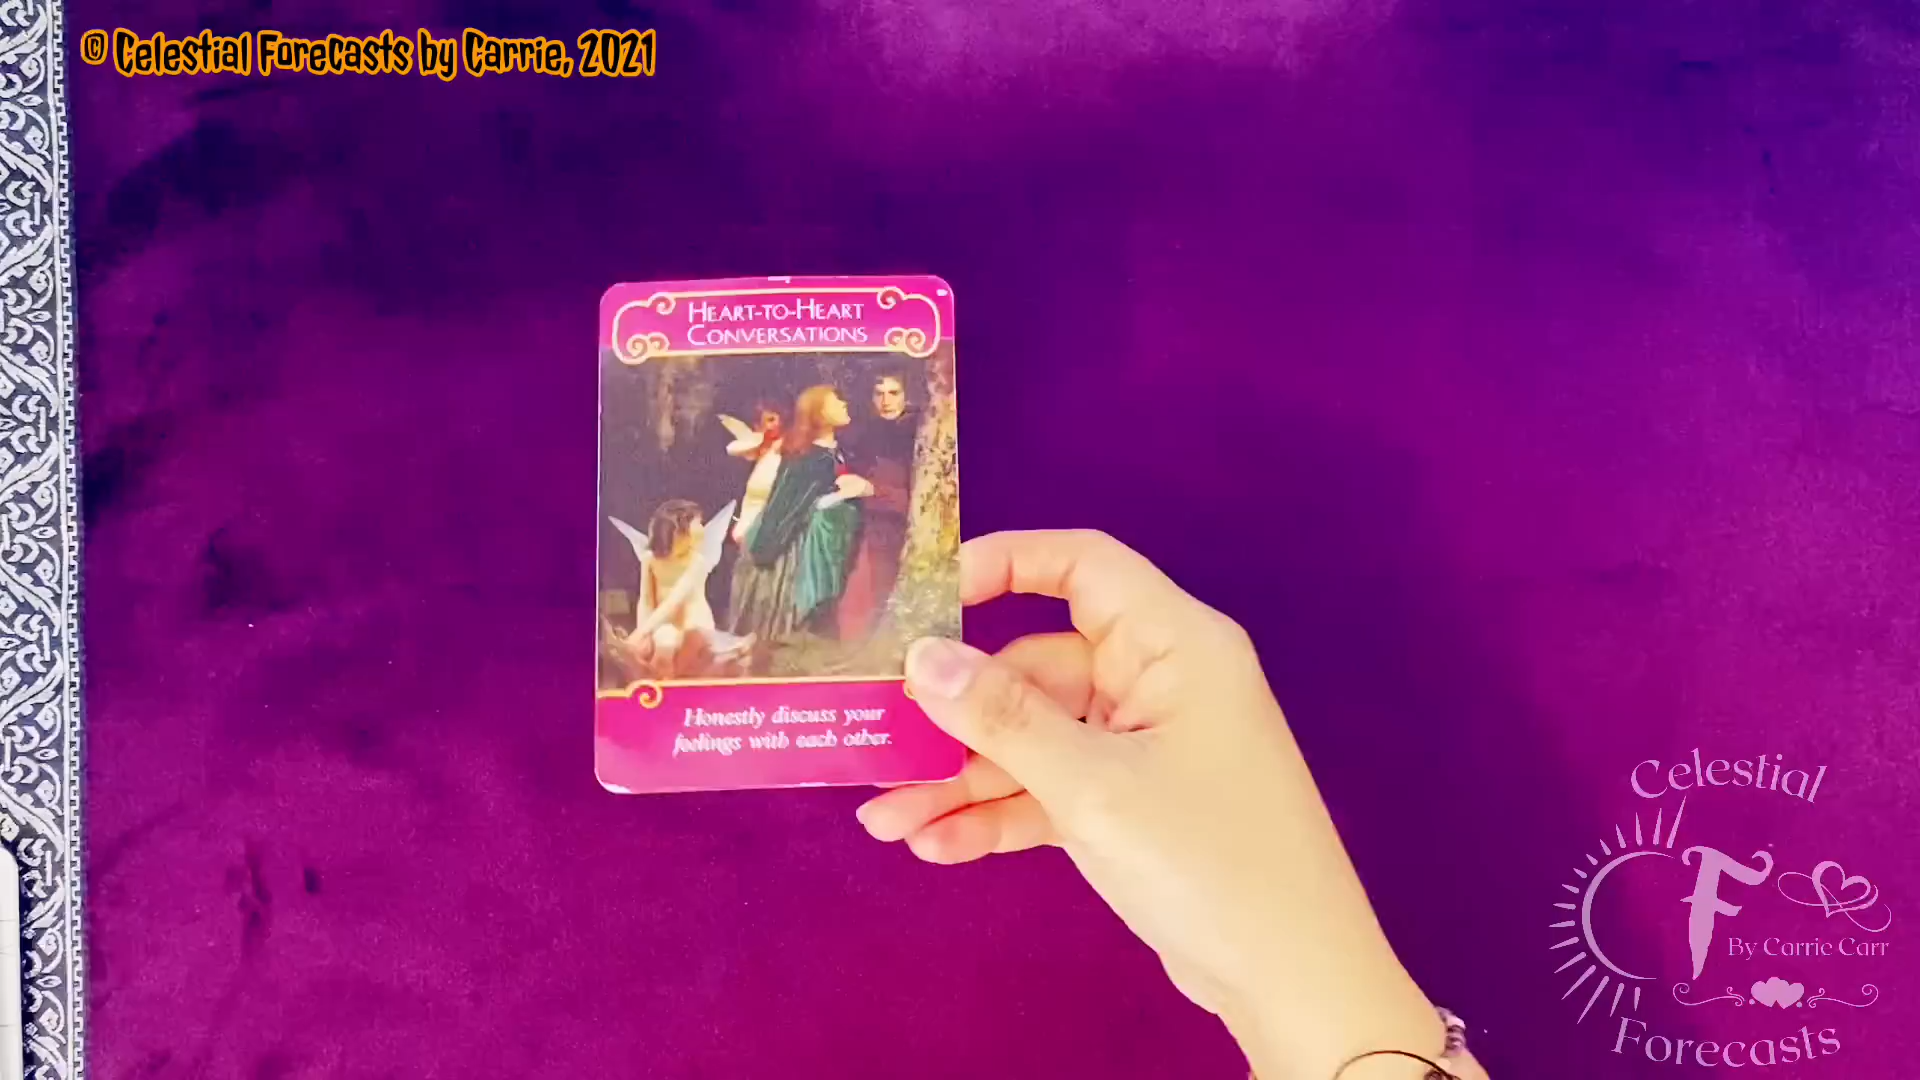 © Celestial Forecasts by Carrie, 2021
HEART-TO-HEART
CONVERSATIONS
Honestly discuss your
feelings with each other.
Celestial
CF
By Carrie Carr
Forecasts